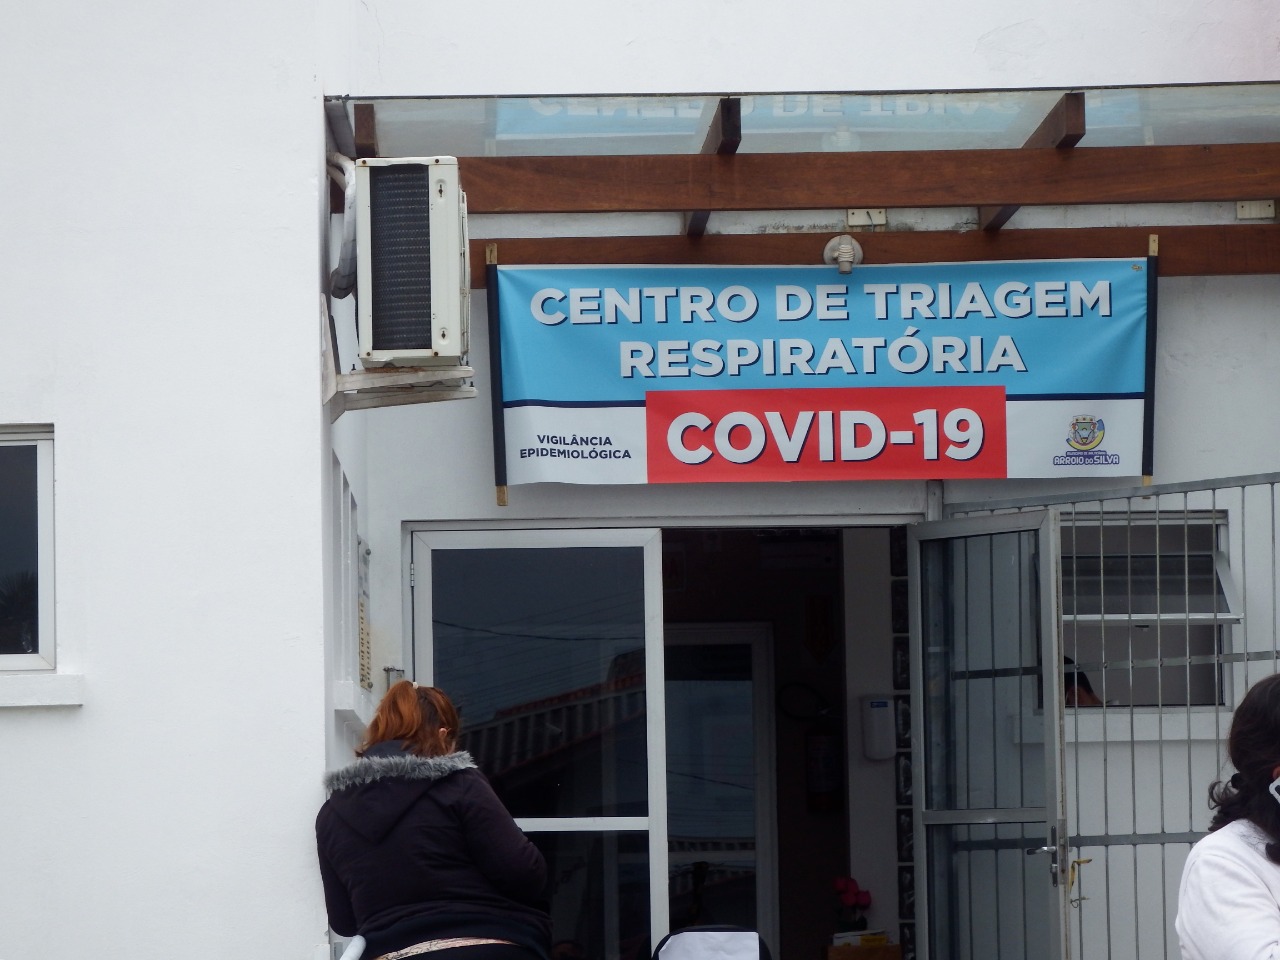 CENTRO DE TRIAGEM
RESPIRATÓRIA
COVID-19
VIGILÂNCIA
EPIDEMIOLÓGICA
ARROIO DO SILVA